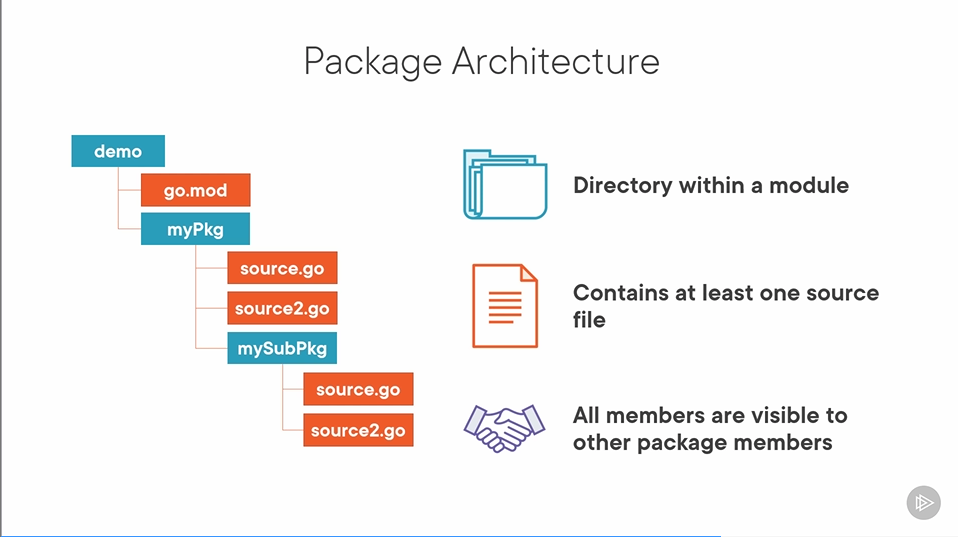 Package Architecture
demo
go.mod
myPkg
source.go
source2.go
mySubPkg
source.go
source2.go
Directory within a module
Contains at least one source
file
All members are visible to
other package members